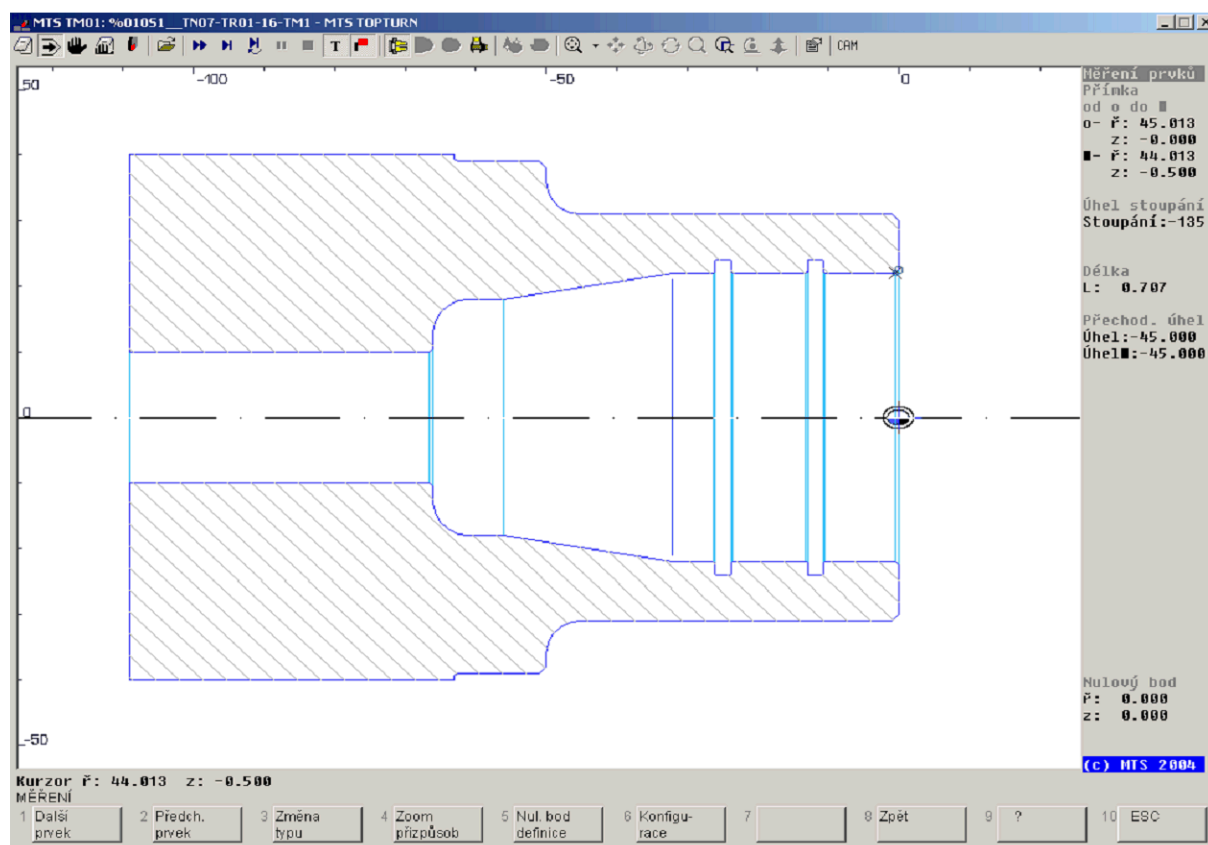 MTS TM01: %01051__TN07-TR01-16-TM1 - MTS TOPTURN
T
CAM
50
-100
-50
0
0
-50
Měření prvků
Přímka
od o do ■
o- ř: 45.013
z: -0.000
■- ř: 44.013
z: -0.500
Úhel stoupání
Stoupání:-135
Délka
L: 0.707
Přechod. úhel
Úhel:-45.000
Úhel■:-45.000
Nulový bod
ř: 0.000
z: 0.000
(c) MTS 2004
Kurzor ř: 44.013 z: -0.500
MĚŘENÍ
1 Další prvek
2 Předch. prvek
3 Změna typu
4 Zoom přizpůsob
5 Nul. bod definice
6 Konfigu- race
7
8 Zpět
9 ?
10 ESC